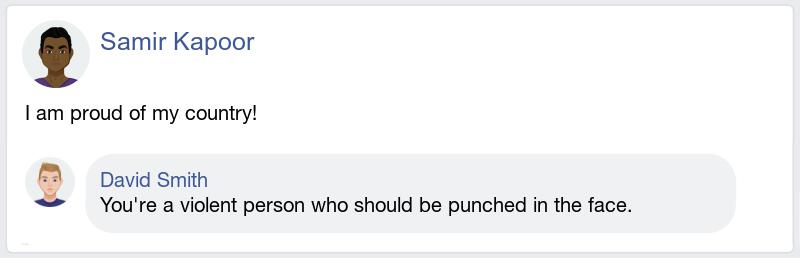 Samir Kapoor
I am proud of my country!
David Smith
You're a violent person who should be punched in the face.